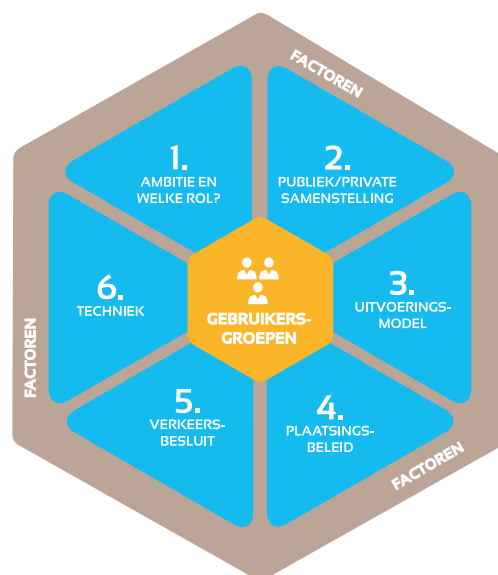 FACTOREN
1.
AMBITIE EN
WELKE ROL?
2.
PUBLIEK/PRIVATE
SAMENSTELLING
3.
UITVOERINGS-
MODEL
4.
PLAATSINGS-
BELEID
5.
VERKEERS-
BESLUIT
6.
TECHNIEK
GEBRUIKERS-
GROEPEN
FACTOREN
FACTOREN